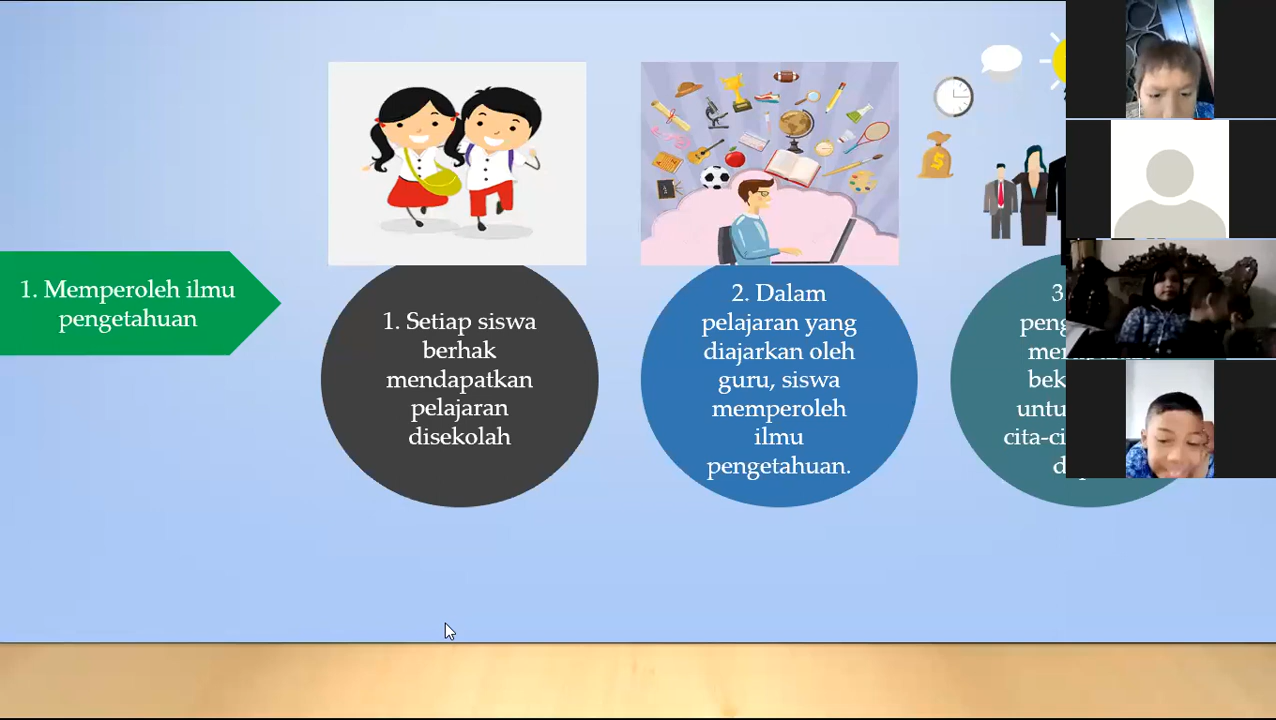 1. Memperoleh ilmu
pengetahuan
1. Setiap siswa
berhak
mendapatkan
pelajaran
disekolah
2. Dalam
pelajaran yang
diajarkan oleh
guru, siswa
memperoleh
ilmu
pengetahuan.
3.